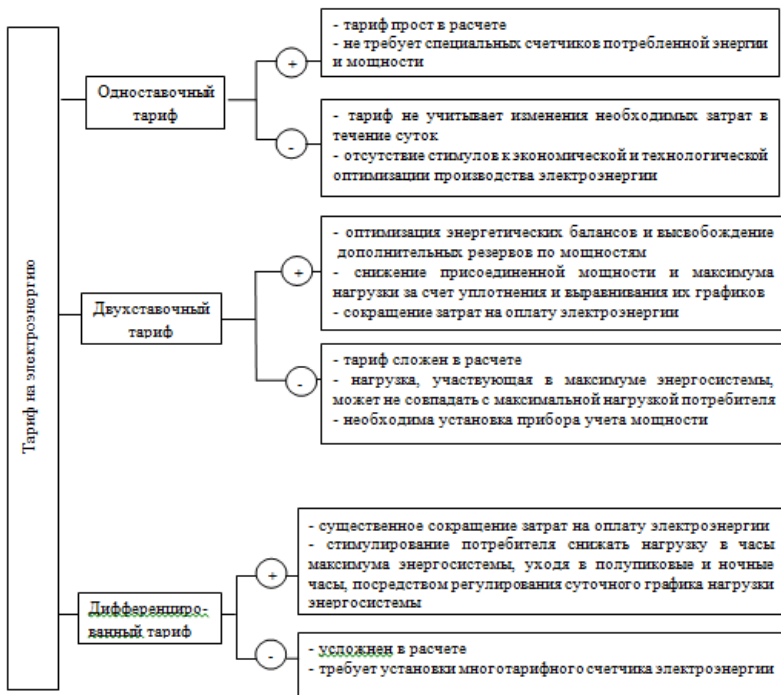 Тариф на электроэнергию
Одноставочный
тариф
+
- тариф прост в расчете
- не требует специальных счетчиков потребленной энергии
и мощности
-
- тариф не учитывает изменения необходимых затрат в
течение суток
- отсутствие стимулов к экономической и технологической
оптимизации производства электроэнергии
Двухставочный
тариф
+
- оптимизация энергетических балансов и высвобождение
дополнительных резервов по мощностям
- снижение присоединенной мощности и максимума
нагрузки за счет уплотнения и выравнивания их графиков
- сокращение затрат на оплату электроэнергии
-
- тариф сложен в расчете
- нагрузка, участвующая в максимуме энергосистемы,
может не совпадать с максимальной нагрузкой потребителя
- необходима установка прибора учета мощности
Дифференциро-
ванный тариф
+
- существенное сокращение затрат на оплату электроэнергии
- стимулирование потребителя снижать нагрузку в часы
максимума энергосистемы, уходя в полупиковые и ночные
часы, посредством регулирования суточного графика нагрузки
энергосистемы
-
- усложнен в расчете
- требует установки многотарифного счетчика электроэнергии